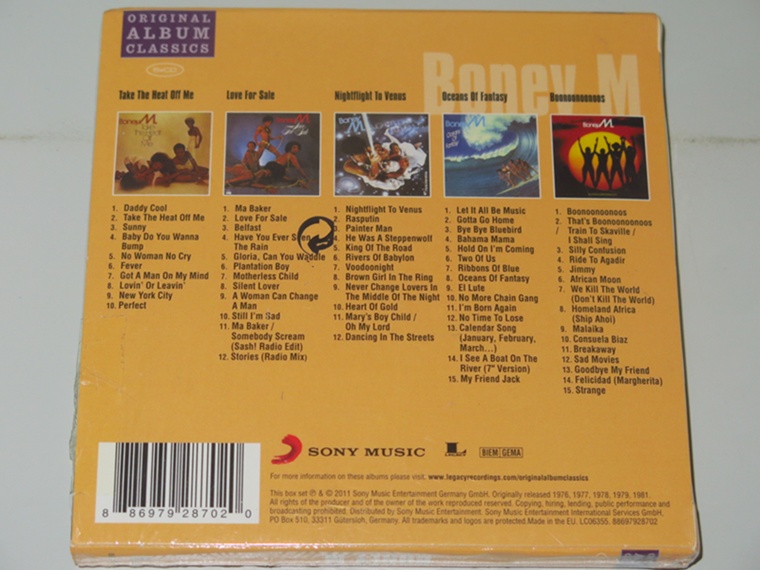 ORIGINAL
ALBUM
CLASSICS
Boney M
Take The Heat Off Me
1. Daddy Cool
2. Take The Heat Off Me
3. Sunny
4. Baby Do You Wanna
Bump
5. No Woman No Cry
6. Fever
7. Got A Man On My Mind
8. Lovin' Or Leavin'
9. New York City
10. Perfect
Love For Sale
1. Ma Baker
2. Love For Sale
3. Belfast
4. Have You Ever Seen
The Rain
5. Gloria, Can You Waddle
6. Plantation Boy
7. Motherless Child
8. Silent Lover
9. A Woman Can Change
A Man
10. Still I'm Sad
11. Ma Baker /
Somebody Scream
(Sash! Radio Edit)
12. Stories (Radio Mix)
Nightflight To Venus
1. Nightflight To Venus
2. Rasputin
3. Painter Man
4. He Was A Steppenwolf
5. King Of The Road
6. Rivers Of Babylon
7. Voodoonight
8. Brown Girl In The Ring
9. Never Change Lovers In
The Middle Of The Night
10. Heart Of Gold
11. Mary's Boy Child /
Oh My Lord
12. Dancing In The Streets
Oceans Of Fantasy
1. Let It All Be Music
2. Gotta Go Home
3. Bye Bye Bluebird
4. Bahama Mama
5. Hold On I'm Coming
6. Two Of Us
7. Ribbons Of Blue
8. Oceans Of Fantasy
9. El Lute
10. No More Chain Gang
11. I'm Born Again
12. No Time To Lose
13. Calendar Song
(January, February,
March...)
14. I See A Boat On The
River (7" Version)
15. My Friend Jack
Boonoonoonoos
1. Boonoonoonoos
2. That's Boonoonoonoos
/ Train To Skaville /
I Shall Sing
3. Silly Confusion
4. Ride To Agadir
5. Jimmy
6. African Moon
7. We Kill The World
(Don't Kill The World)
8. Homeland Africa
(Ship Ahoi)
9. Malaika
10. Consuela Biaz
11. Breakaway
12. Sad Movies
13. Goodbye My Friend
14. Felicidad (Margherita)
15. Strange
8 86979 28702 0
SONY MUSIC
BIEM GEMA
For more information on these albums please visit. www.legacyrecordings.com/originalalbumclassics
This box set ℗ & © 2011 Sony Music Entertainment Germany GmbH. Originally released 1976, 1977, 1978, 1979, 1981.
All rights of the producer and of the owner of the work reproduced reserved. Copying, hiring, lending, public performance and
broadcasting prohibited. Distributed by Sony Music Entertainment. Sony Music Entertainment International Services GmbH,
PO Box 510, 33311 Gütersloh, Germany. All trademarks and logos are protected. Made in the EU. LC06355. 88697928702